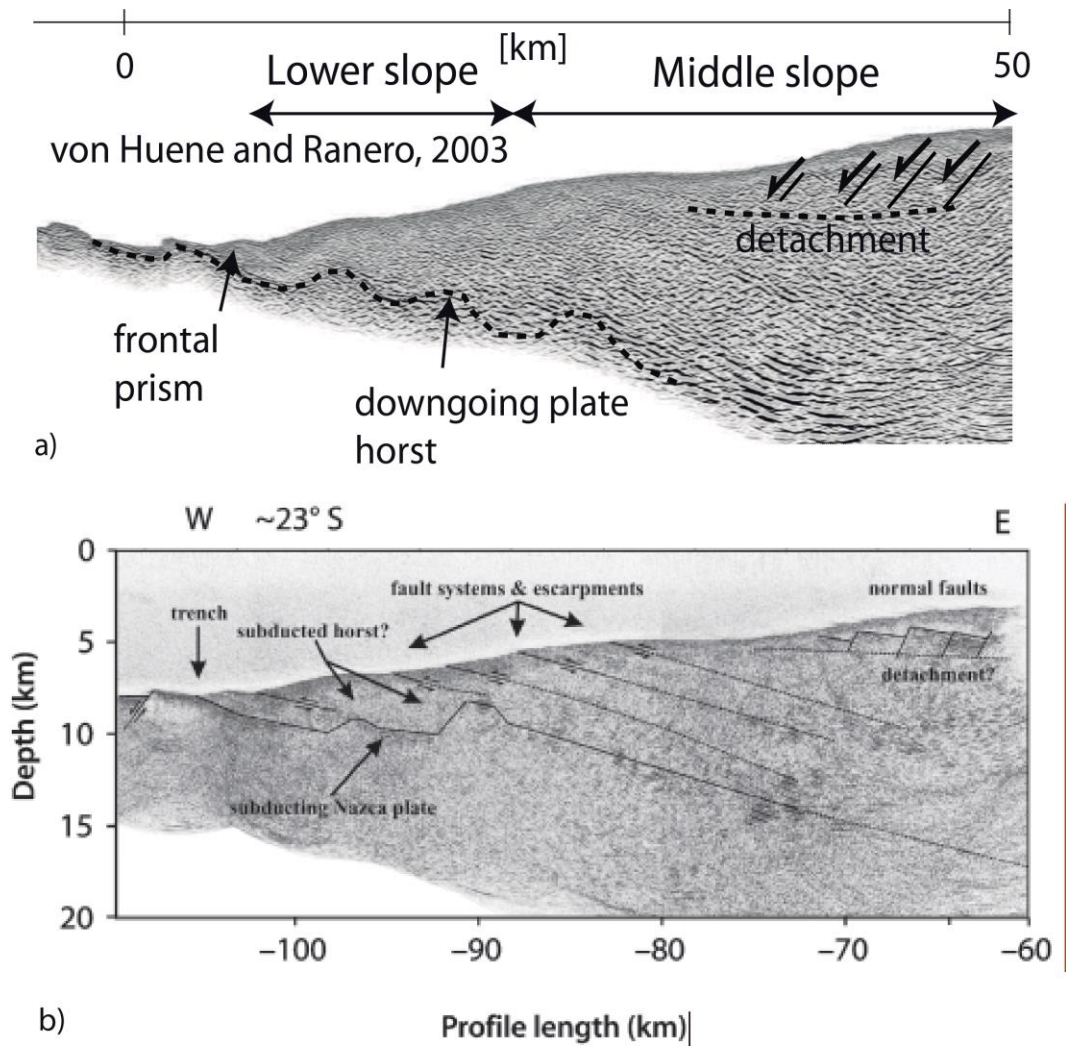 [km]
0
50
Lower slope
Middle slope
von Huene and Ranero, 2003
detachment
frontal
prism
downgoing plate
horst
a)
W
~23° S
E
0
5
10
15
20
Depth (km)
fault systems & escarpments
normal faults
trench
subducted horst?
detachment?
subducting Nazca plate
–100
–90
–80
–70
–60
b)
Profile length (km)